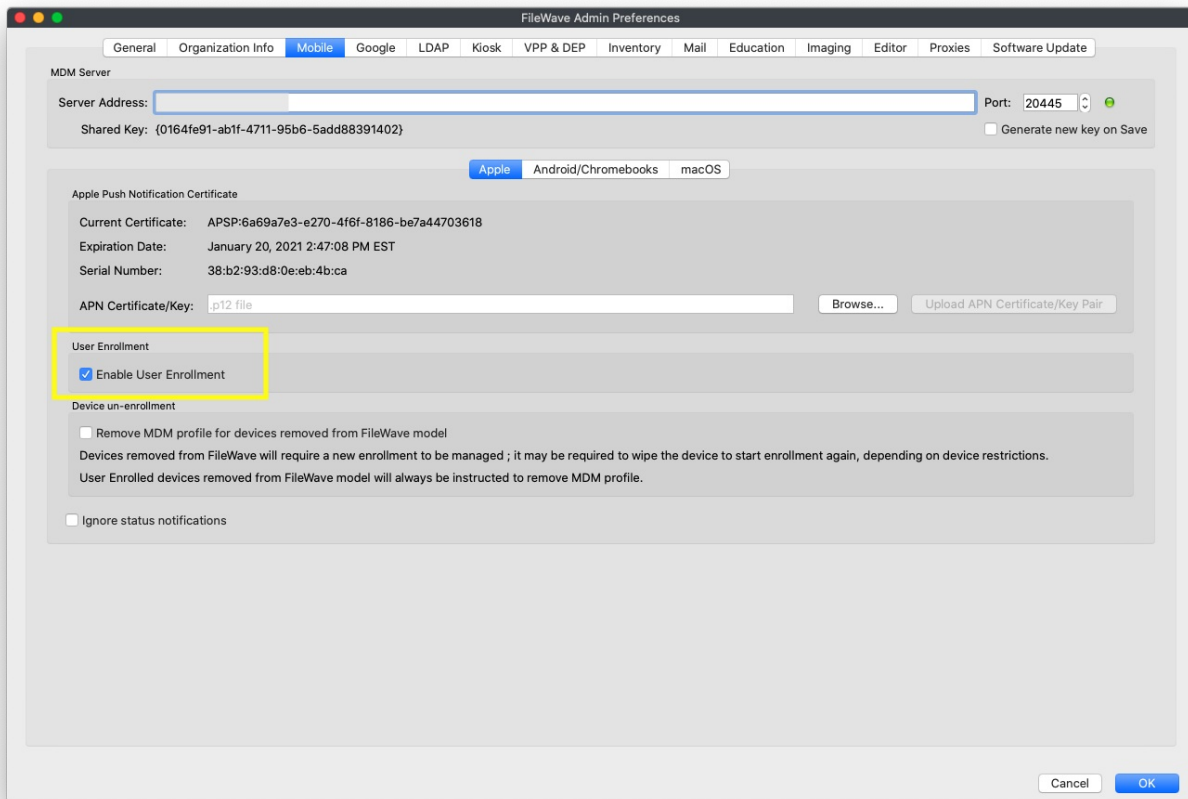 FileWave Admin Preferences
General Organization Info Mobile Google LDAP Kiosk VPP & DEP Inventory Mail Education Imaging Editor Proxies Software Update
MDM Server
Server Address: Port: 20445
Shared Key: {0164fe91-ab1f-4711-95b6-5add88391402} Generate new key on Save
Apple Android/Chromebooks macOS
Apple Push Notification Certificate
Current Certificate: APSP:6a69a7e3-e270-4f6f-8186-be7a44703618
Expiration Date: January 20, 2021 2:47:08 PM EST
Serial Number: 38:b2:93:d8:0e:eb:4b:ca
APN Certificate/Key: .p12 file Browse... Upload APN Certificate/Key Pair
User Enrollment
Enable User Enrollment
Device un-enrollment
Remove MDM profile for devices removed from FileWave model
Devices removed from FileWave will require a new enrollment to be managed ; it may be required to wipe the device to start enrollment again, depending on device restrictions.
User Enrolled devices removed from FileWave model will always be instructed to remove MDM profile.
Ignore status notifications
Cancel OK